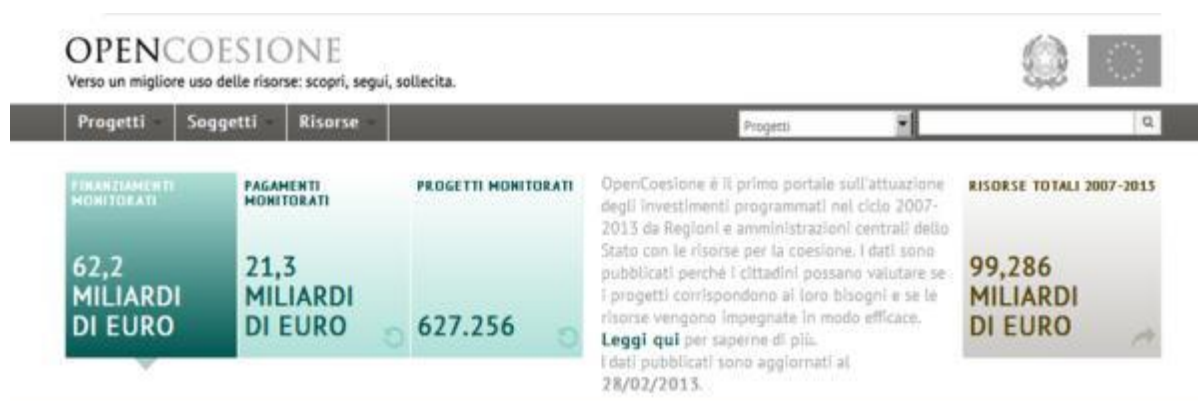 OPENCOESIONE
Verso un migliore uso delle risorse: scopri, segui, sollecita.
Progetti
Soggetti
Risorse
Progetti
FINANZIAMENTI
MONITORATI
62,2
MILIARDI
DI EURO
PAGAMENTI
MONITORATI
21,3
MILIARDI
DI EURO
PROGETTI MONITORATI
627.256
OpenCoesione è il primo portale sull'attuazione
degli investimenti programmati nel ciclo 2007-
2013 da Regioni e amministrazioni centrali dello
Stato con le risorse per la coesione. I dati sono
pubblicati perché i cittadini possano valutare se
i progetti corrispondono ai loro bisogni e se le
risorse vengono impegnate in modo efficace.
Leggi qui per saperne di più.
I dati pubblicati sono aggiornati al
28/02/2013.
RISORSE TOTALI 2007-2013
99,286
MILIARDI
DI EURO